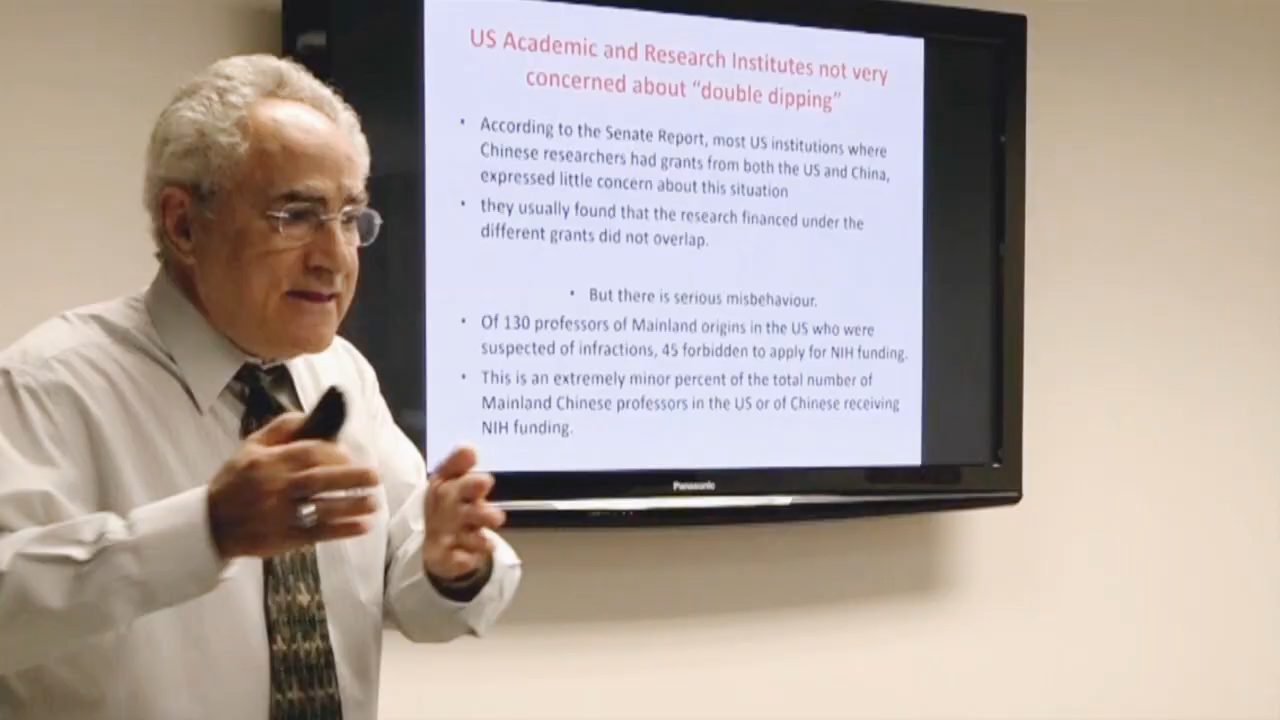 US Academic and Research Institutes not very
concerned about “double dipping”
• According to the Senate Report, most US institutions where
Chinese researchers had grants from both the US and China,
expressed little concern about this situation
• they usually found that the research financed under the
different grants did not overlap.
• But there is serious misbehaviour.
• Of 130 professors of Mainland origins in the US who were
suspected of infractions, 45 forbidden to apply for NIH funding.
• This is an extremely minor percent of the total number of
Mainland Chinese professors in the US or of Chinese receiving
NIH funding.
Panasonic